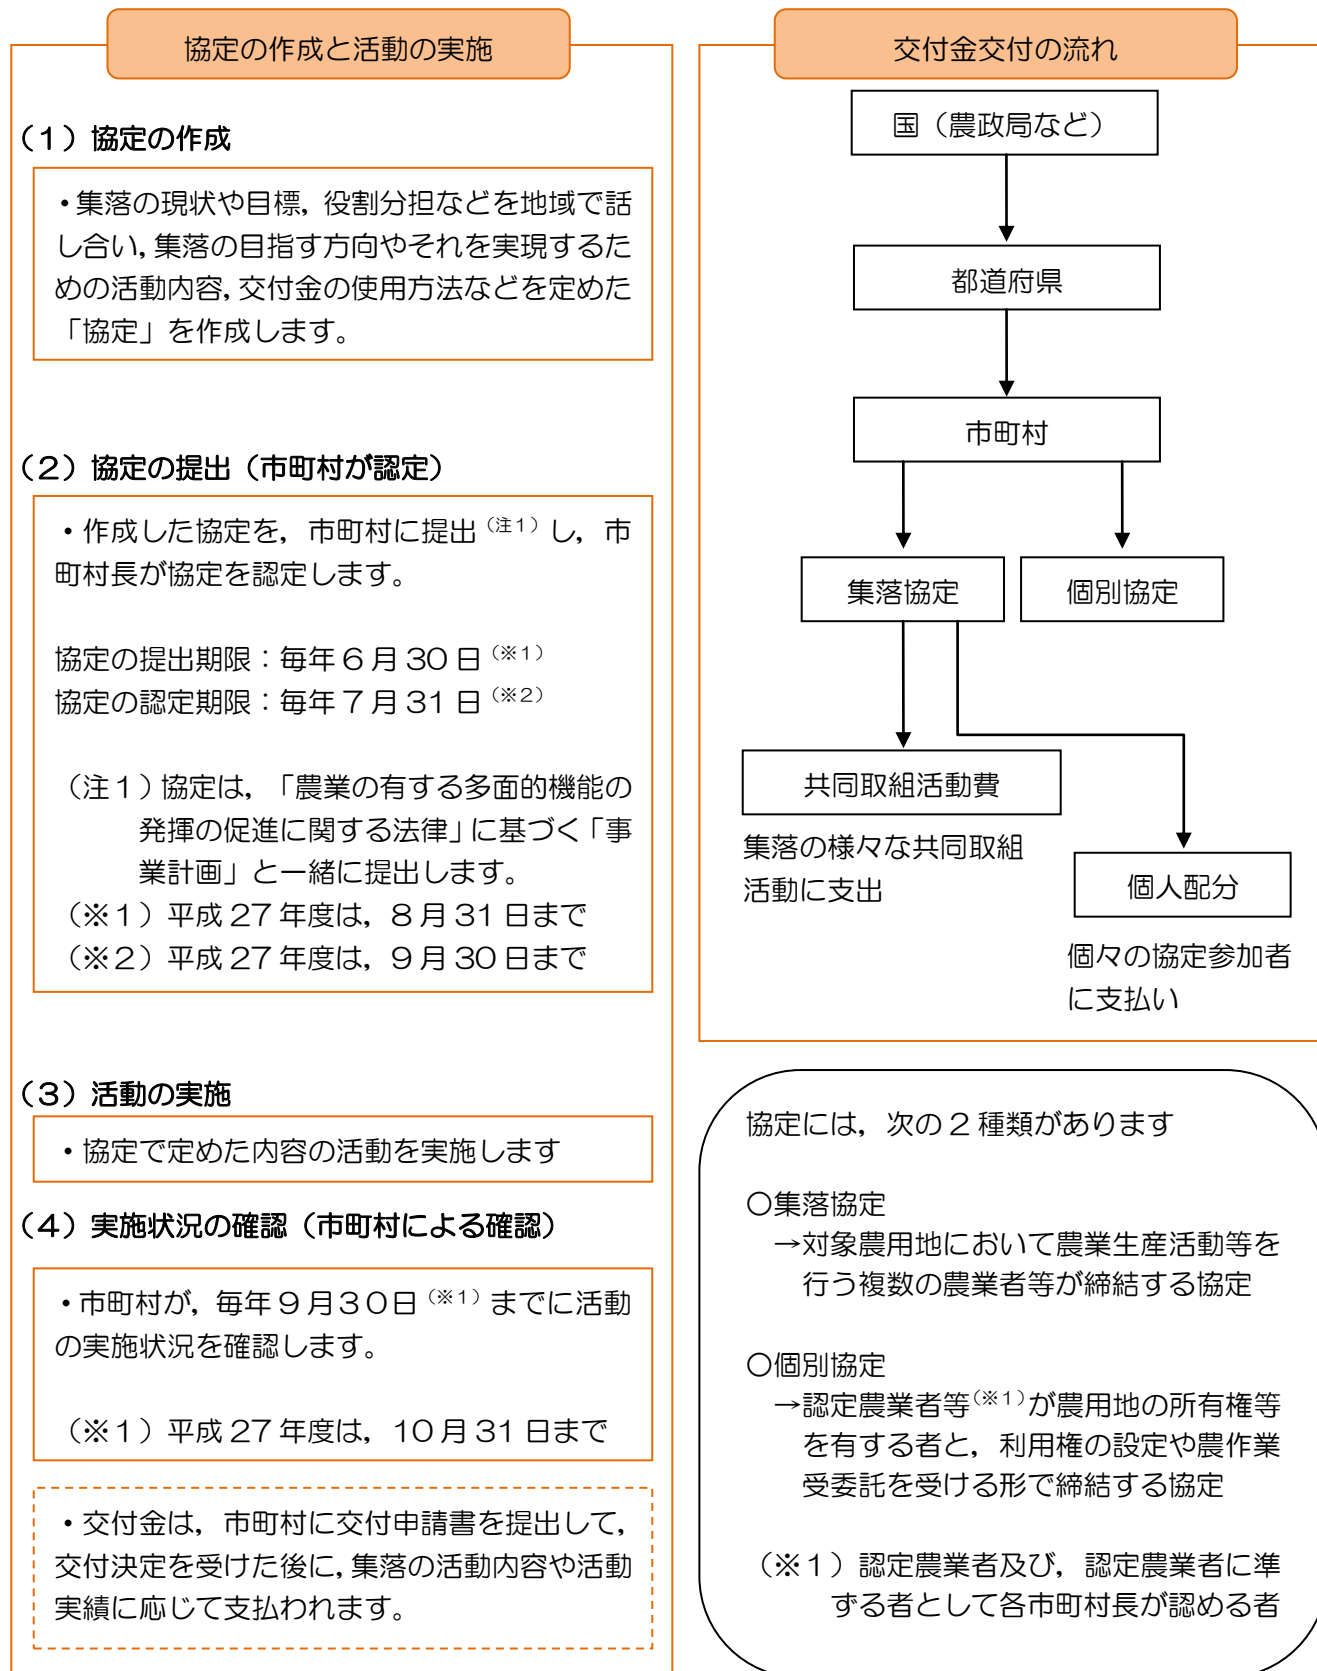 協定の作成と活動の実施
（１）協定の作成
・集落の現状や目標，役割分担などを地域で話
し合い，集落の目指す方向やそれを実現するた
めの活動内容，交付金の使用方法などを定めた
「協定」を作成します。
（２）協定の提出（市町村が認定）
・作成した協定を，市町村に提出（注１）し，市
町村長が協定を認定します。
協定の提出期限：毎年６月 30 日（※１）
協定の認定期限：毎年７月 31 日（※２）
（注１）協定は，「農業の有する多面的機能の
発揮の促進に関する法律」に基づく「事
業計画」と一緒に提出します。
（※１）平成 27 年度は，８月 31 日まで
（※２）平成 27 年度は，９月 30 日まで
（３）活動の実施
・協定で定めた内容の活動を実施します
（４）実施状況の確認（市町村による確認）
・市町村が，毎年９月３０日（※１）までに活動
の実施状況を確認します。
（※１）平成 27 年度は，10 月 31 日まで
・交付金は，市町村に交付申請書を提出して，
交付決定を受けた後に，集落の活動内容や活動
実績に応じて支払われます。
交付金交付の流れ
国（農政局など）
都道府県
市町村
集落協定
個別協定
共同取組活動費
集落の様々な共同取組
活動に支出
個人配分
個々の協定参加者
に支払い
協定には，次の２種類があります
○集落協定
→対象農用地において農業生産活動等を
行う複数の農業者等が締結する協定
○個別協定
→認定農業者等（※１）が農用地の所有権等
を有する者と，利用権の設定や農作業
受委託を受ける形で締結する協定
（※１）認定農業者及び，認定農業者に準
ずる者として各市町村長が認める者